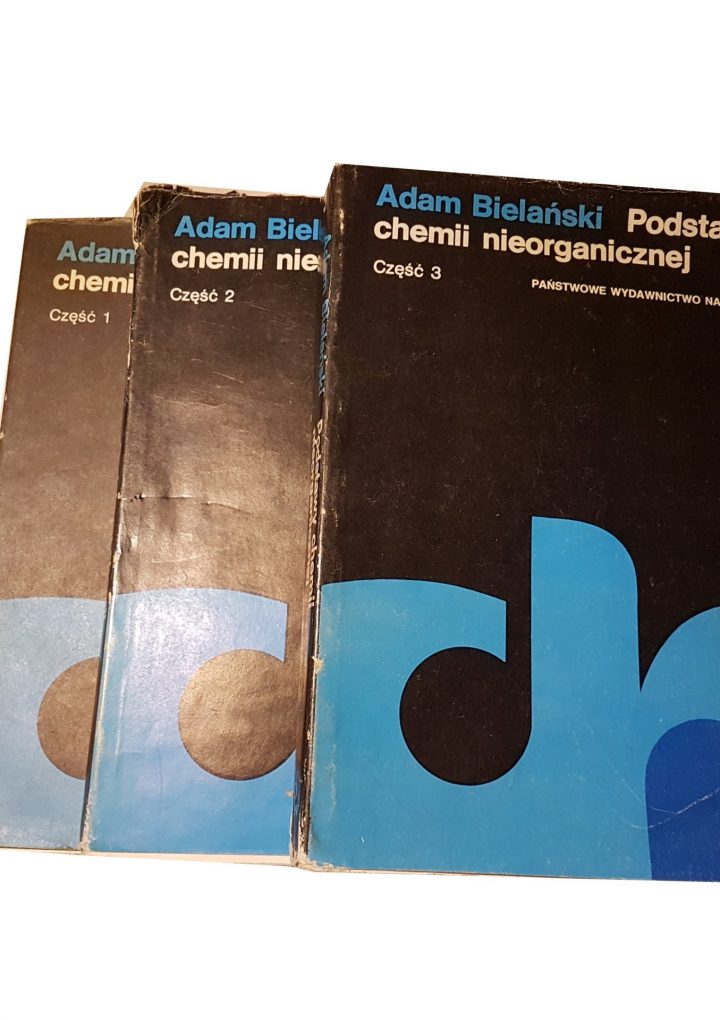 Adam
chemi
Część 1
Adam Biel
chemii nie
Część 2
Adam Bielański Podsta
chemii nieorganicznej
Część 3
PAŃSTWOWE WYDAWNICTWO NA